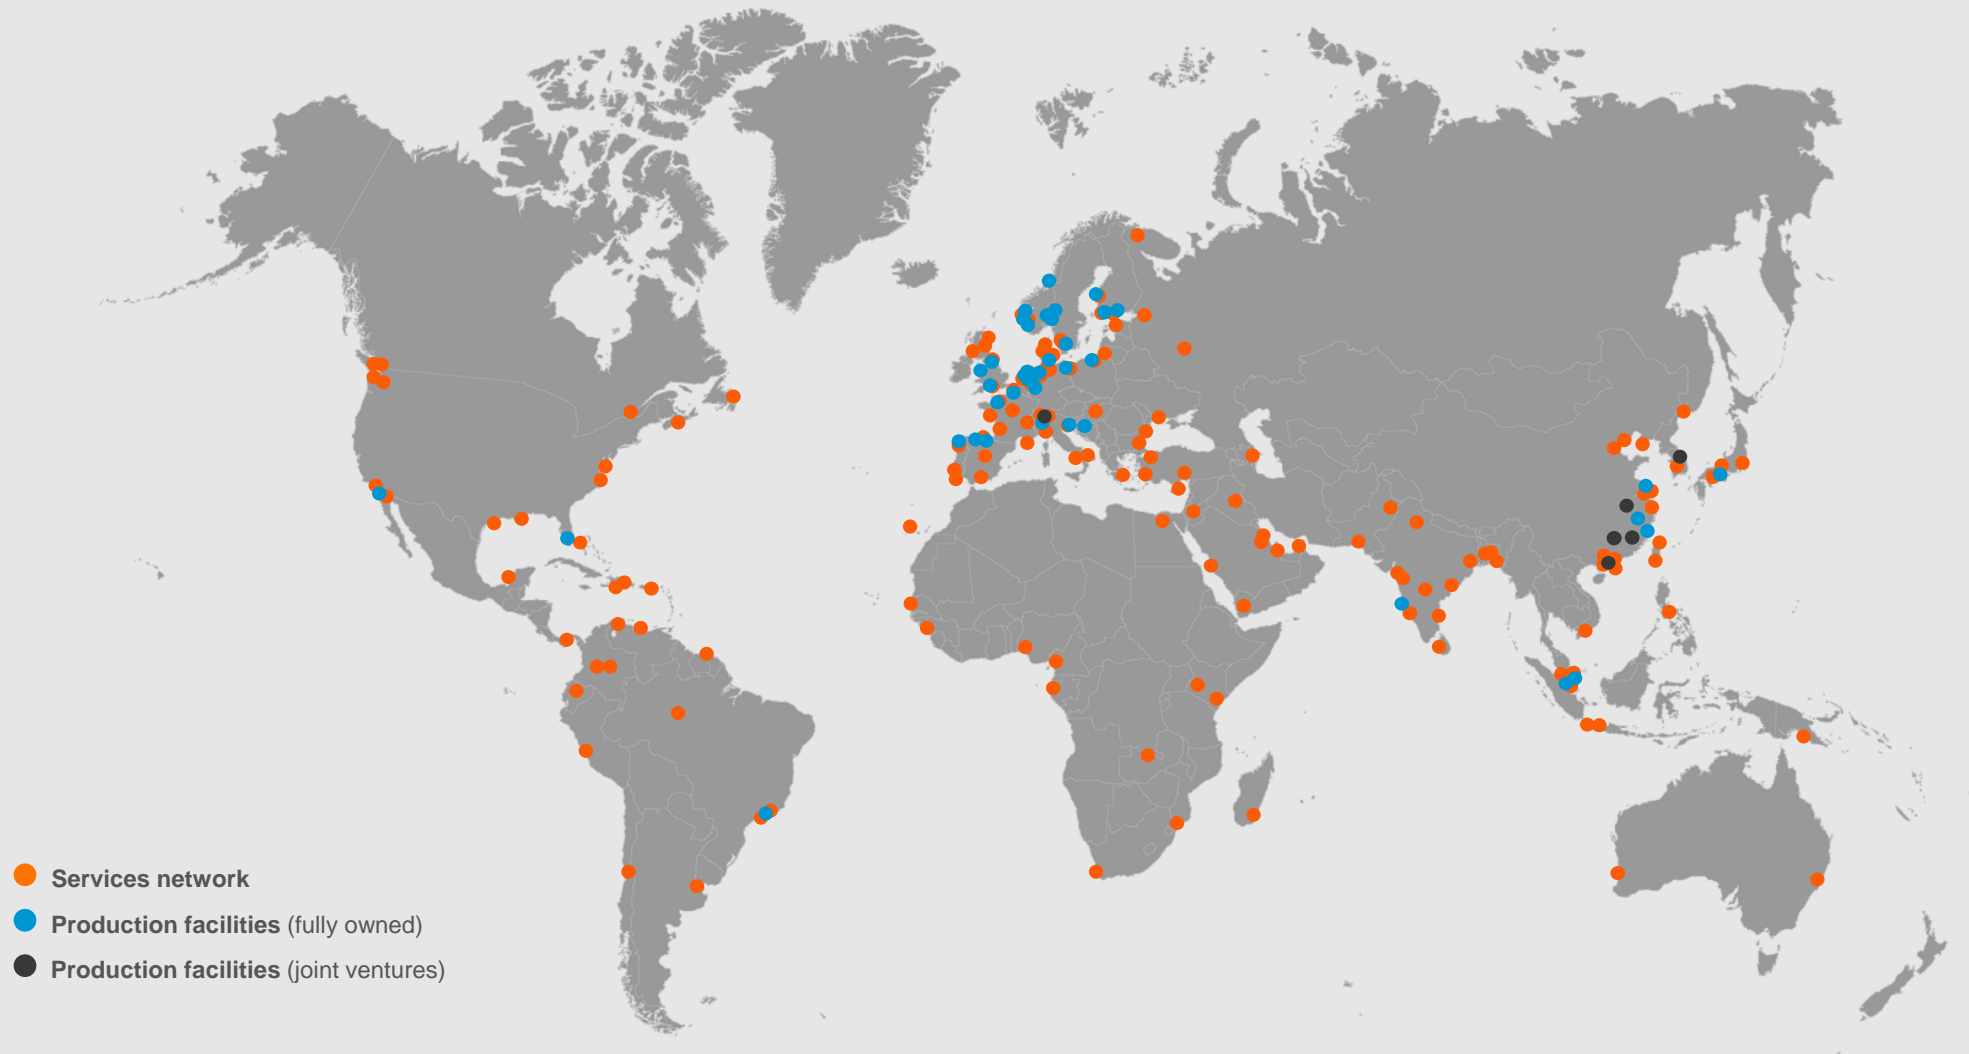 Services network
Production facilities (fully owned)
Production facilities (joint ventures)